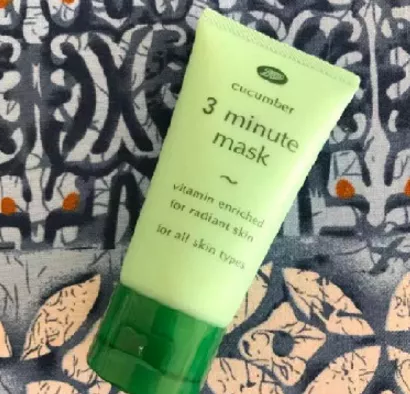 Boots
cucumber
3 minute
mask
~
vitamin enriched
for radiant skin
for all skin types